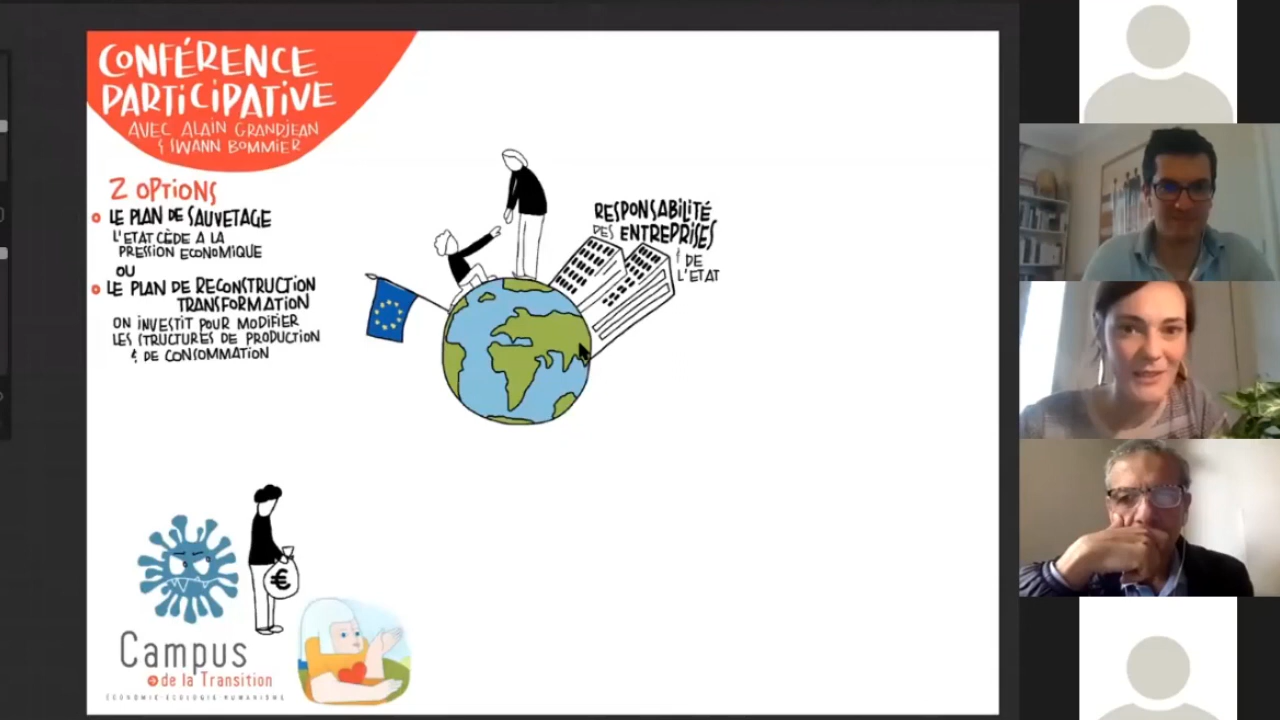 CONFÉRENCE
PARTICIPATIVE
AVEC ALAIN GRANDJEAN
& SWANN BOMMIER
2 OPTIONS
LE PLAN DE SAUVETAGE
L'ETAT CÈDE A LA
PRESSION ECONOMIQUE
OU
LE PLAN DE RECONSTRUCTION
TRANSFORMATION
ON INVESTIT POUR MODIFIER
LES STRUCTURES DE PRODUCTION
& DE CONSOMMATION
RESPONSABILITÉ
DES ENTREPRISES
& DE
L'ETAT
€
Campus
de la Transition
ÉCONOMIE·ÉCOLOGIE·HUMANISME